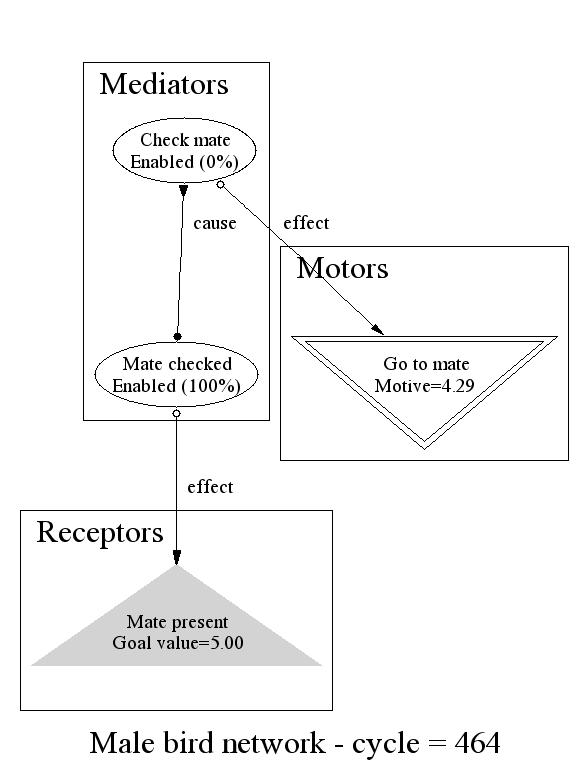 Mediators
Check mate
Enabled (0%)
cause
effect
Motors
Mate checked
Enabled (100%)
Go to mate
Motive=4.29
effect
Receptors
Mate present
Goal value=5.00
Male bird network - cycle = 464